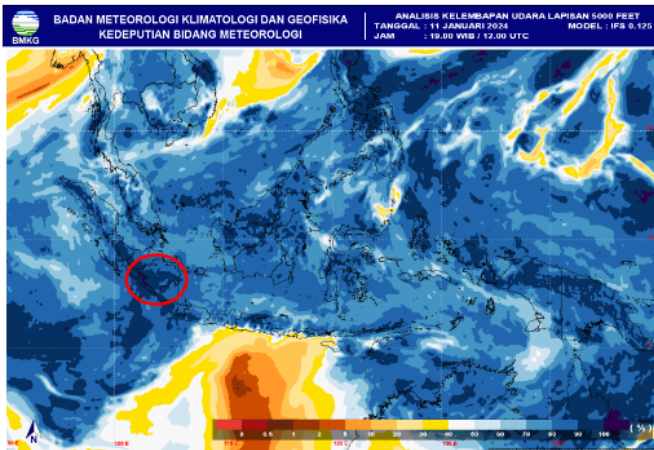 BADAN METEOROLOGI KLIMATOLOGI DAN GEOFISIKA
KEDEPUTIAN BIDANG METEOROLOGI
BMKG
ANALISIS KELEMBAPAN UDARA LAPISAN 5000 FEET
TANGGAL : 11 JANUARI 2024 MODEL : IFS 0.125
JAM : 19.00 WIB / 12.00 UTC
N
( % )
0 0.5 1 2 5 10 20 30 40 50 60 70 80 90 100